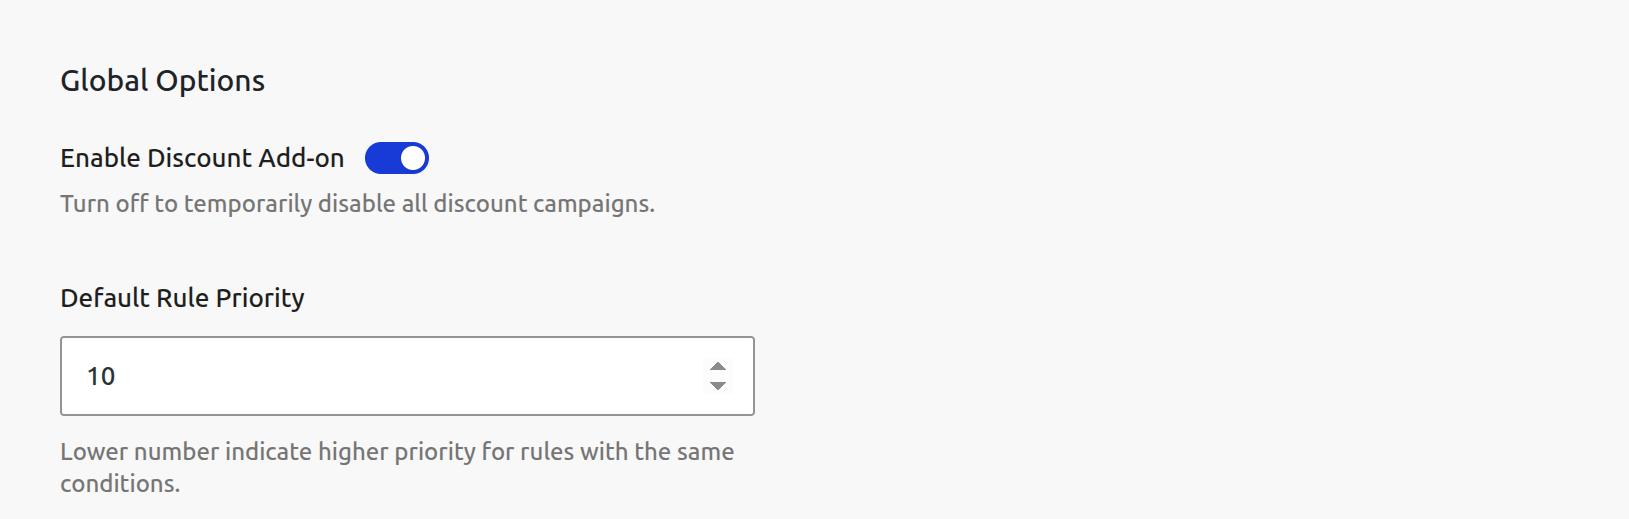 Global Options
Enable Discount Add-on
Turn off to temporarily disable all discount campaigns.
Default Rule Priority
10
Lower number indicate higher priority for rules with the same
conditions.